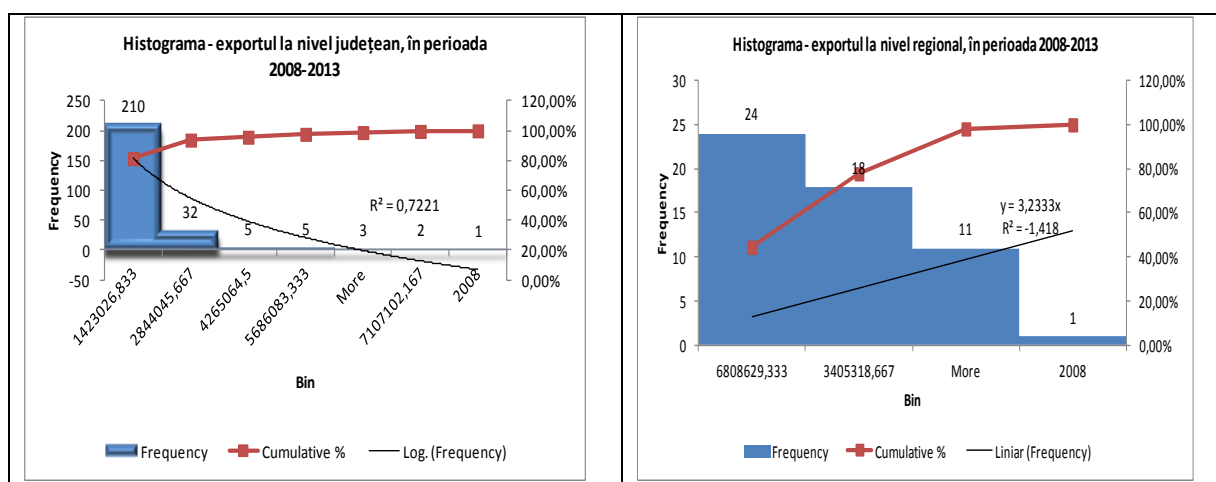 Histograma - exportul la nivel județean, în perioada
2008-2013
250
200
150
100
50
0
-50
Frequency
210
32
5
5
3
2
1
R² = 0,7221
120,00%
100,00%
80,00%
60,00%
40,00%
20,00%
0,00%
1423026,833
2844045,667
4265064,5
5686083,333
More
7107102,167
2008
Bin
Frequency
Cumulative %
Log. (Frequency)
Histograma - exportul la nivel regional, în perioada 2008-2013
30
25
20
15
10
5
0
Frequency
24
18
11
1
y = 3,2333x
R² = -1,418
120,00%
100,00%
80,00%
60,00%
40,00%
20,00%
0,00%
6808629,333
3405318,667
More
2008
Bin
Frequency
Cumulative %
Liniar (Frequency)